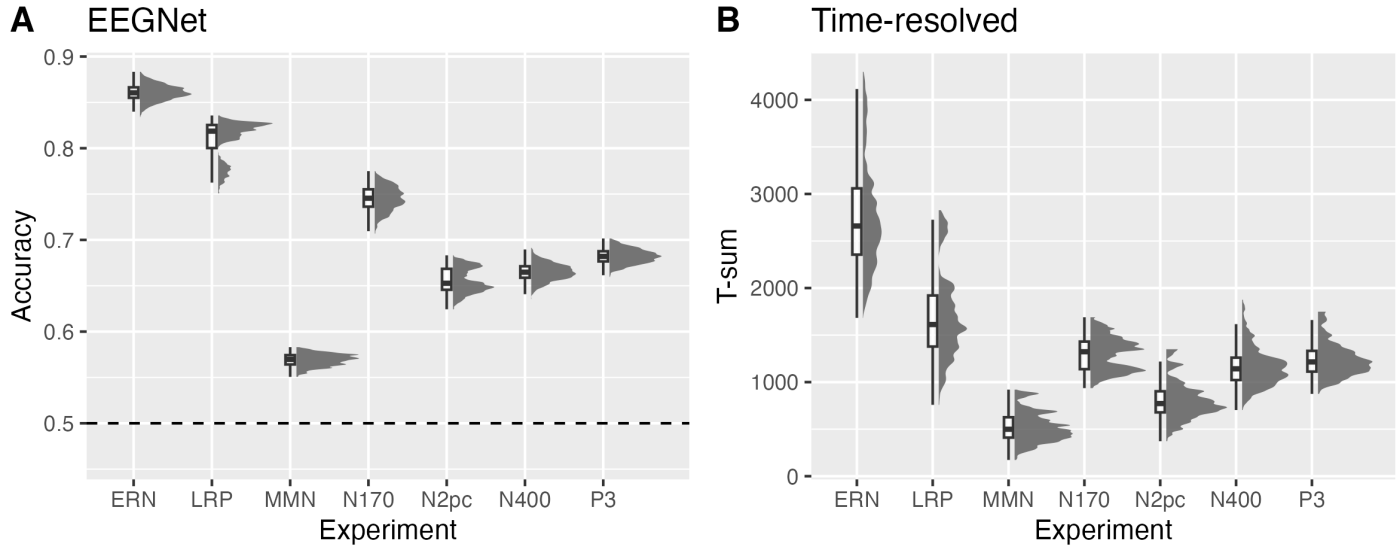 A EEGNet
0.9
0.8
0.7
0.6
0.5
Accuracy
ERN LRP MMN N170 N2pc N400 P3
Experiment
B Time-resolved
4000
3000
2000
1000
0
T-sum
ERN LRP MMN N170 N2pc N400 P3
Experiment